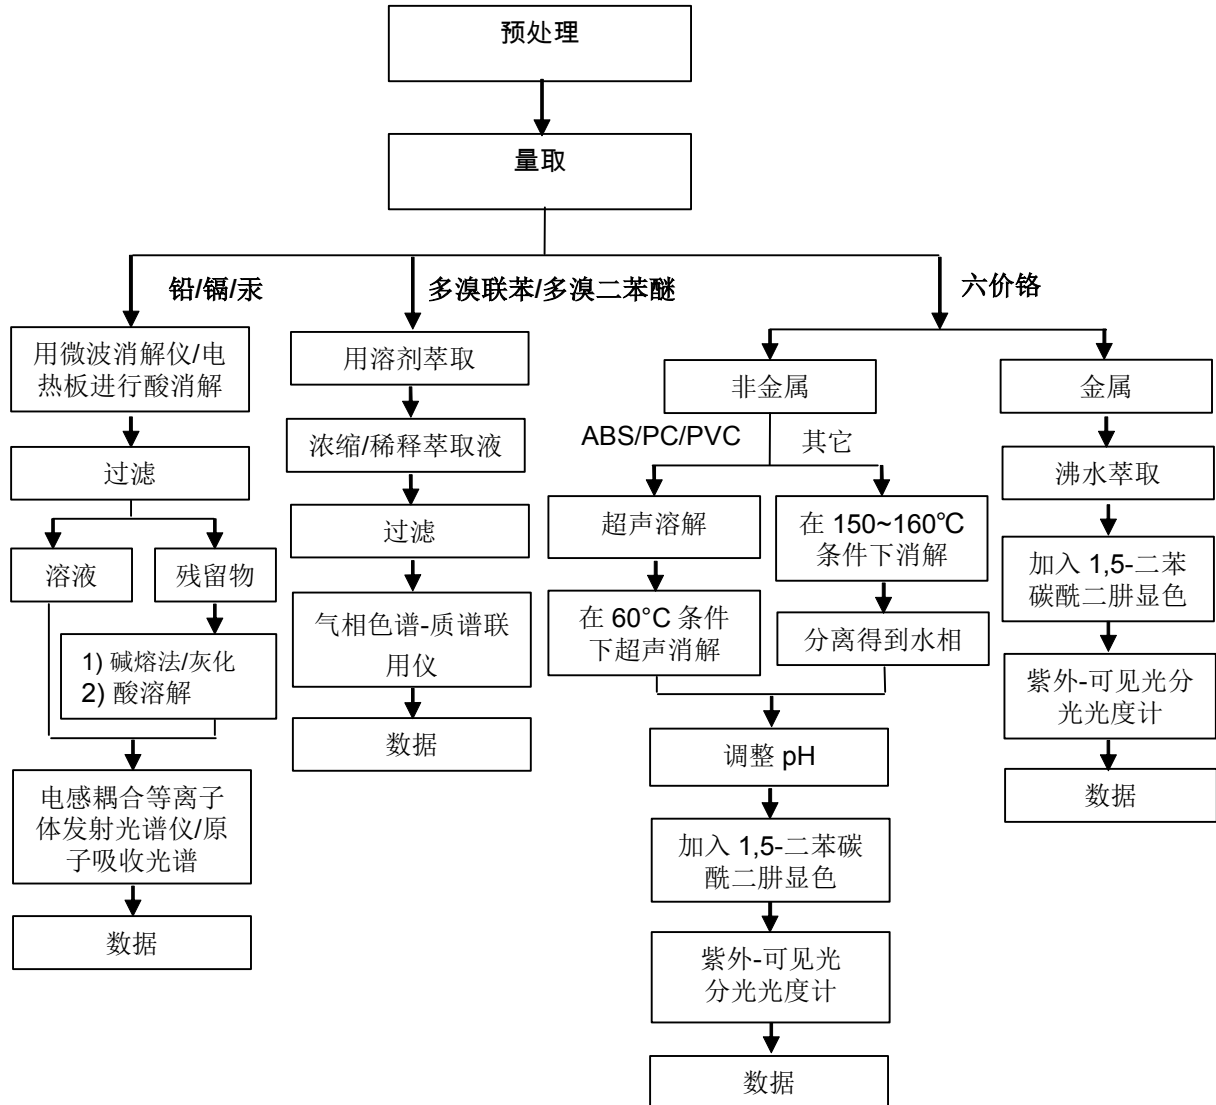 预处理
量取
铅/镉/汞
多溴联苯/多溴二苯醚
六价铬
用微波消解仪/电
热板进行酸消解
过滤
溶液
残留物
1) 碱熔法/灰化
2) 酸溶解
电感耦合等离子
体发射光谱仪/原
子吸收光谱
数据
用溶剂萃取
浓缩/稀释萃取液
过滤
气相色谱-质谱联
用仪
数据
非金属
ABS/PC/PVC
其它
超声溶解
在 60°C 条件
下超声消解
在 150~160℃
条件下消解
分离得到水相
调整 pH
加入 1,5-二苯碳
酰二肼显色
紫外-可见光
分光光度计
数据
金属
沸水萃取
加入 1,5-二苯
碳酰二肼显色
紫外-可见光分
光光度计
数据